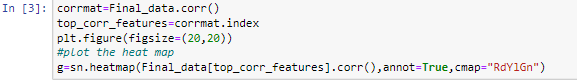 In [3]: corrmat=Final_data.corr()
top_corr_features=corrmat.index
plt.figure(figsize=(20,20))
#plot the heat map
g=sn.heatmap(Final_data[top_corr_features].corr(),annot=True,cmap="RdYlGn")